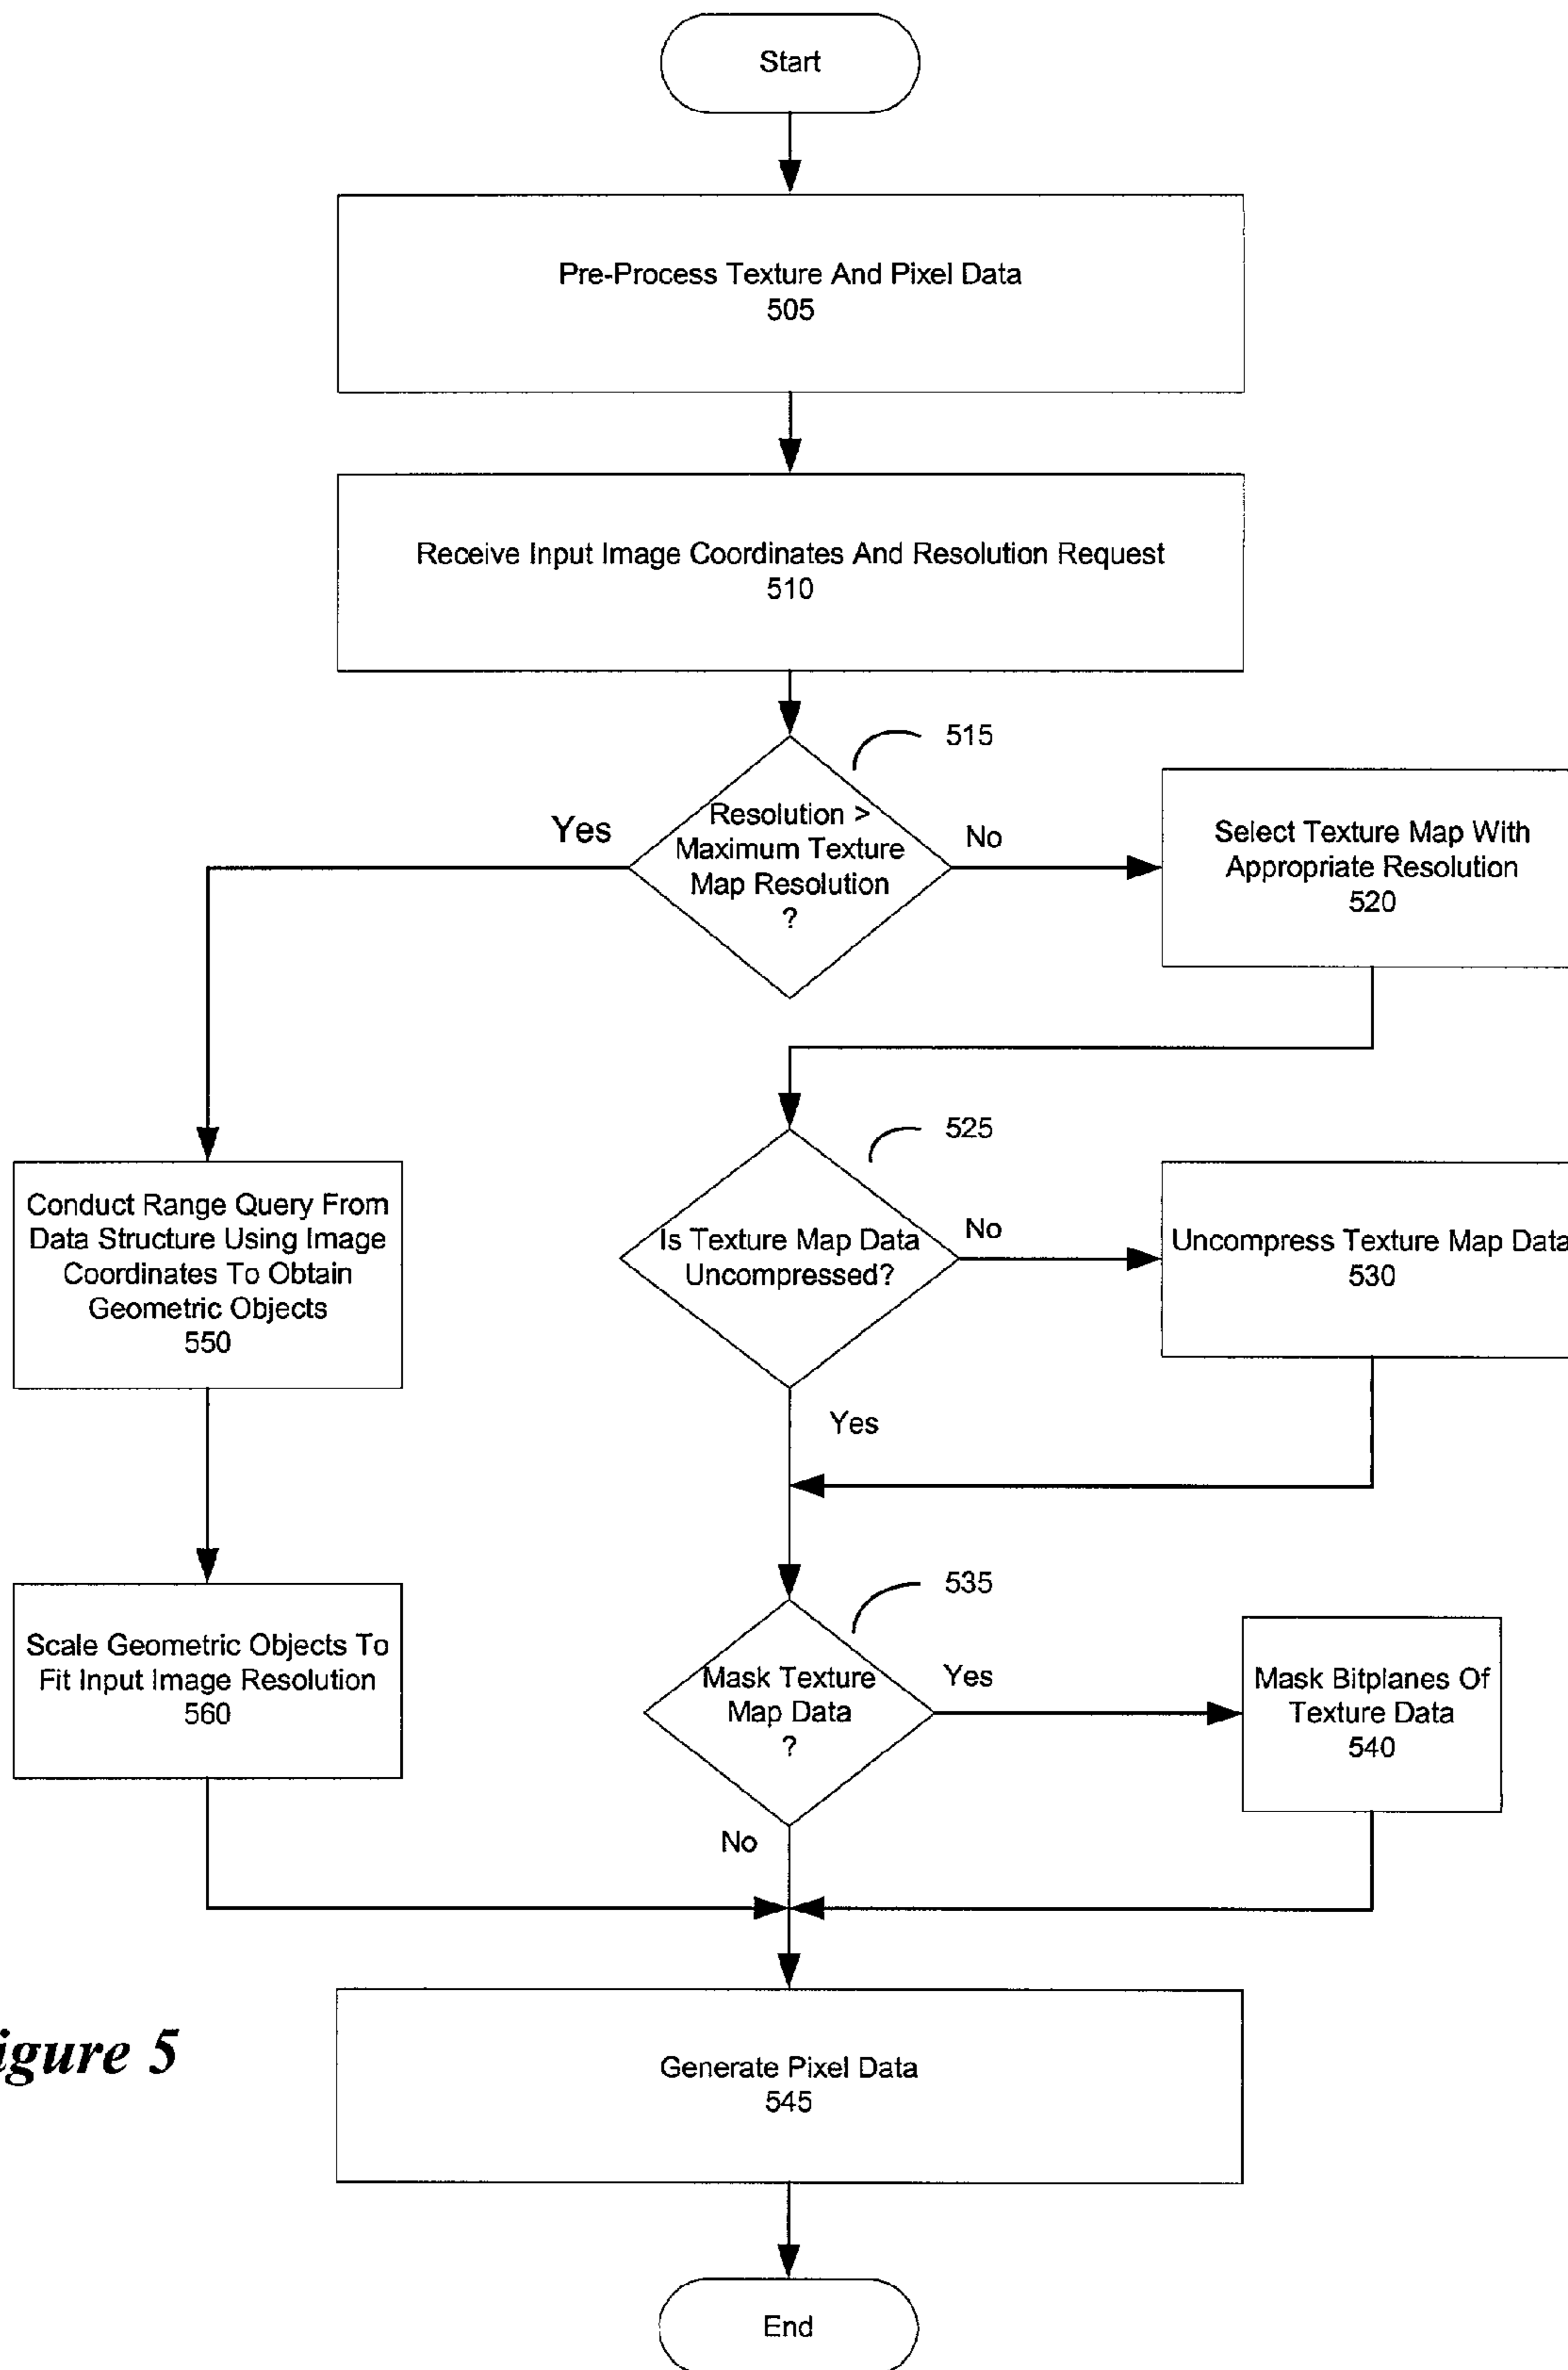 Start
Pre-Process Texture And Pixel Data
505
Receive Input Image Coordinates And Resolution Request
510
515
Resolution >
Maximum Texture
Map Resolution
?
Yes
No
Select Texture Map With
Appropriate Resolution
520
525
Is Texture Map Data
Uncompressed?
No
Uncompress Texture Map Data
530
Yes
Conduct Range Query From
Data Structure Using Image
Coordinates To Obtain
Geometric Objects
550
Scale Geometric Objects To
Fit Input Image Resolution
560
535
Mask Texture
Map Data
?
Yes
Mask Bitplanes Of
Texture Data
540
No
igure 5
Generate Pixel Data
545
End